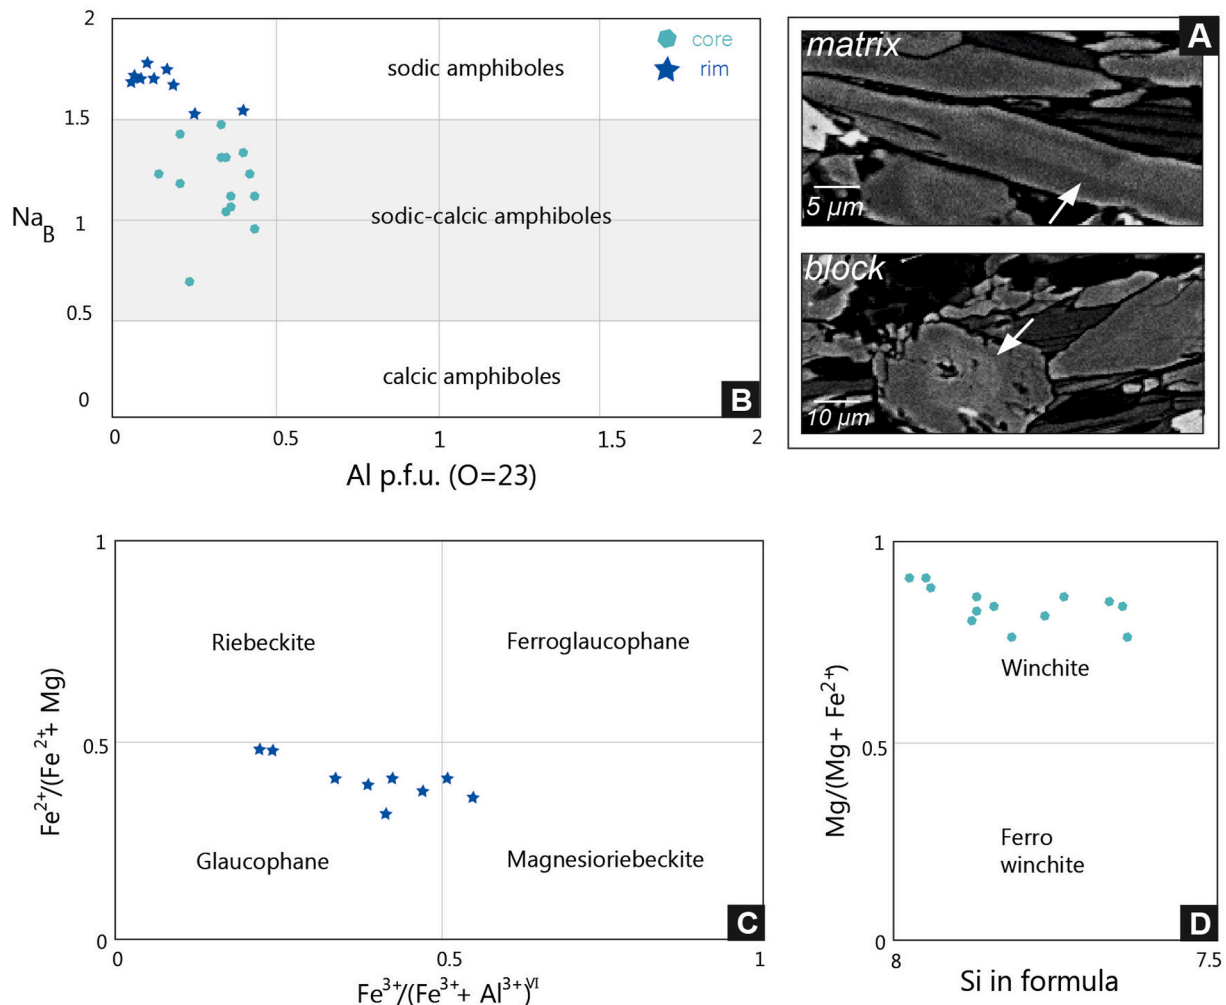 2
1.5
1
0.5
0
Na_B
sodic amphiboles
sodic-calcic amphiboles
calcic amphiboles
core
rim
B
0
0.5
1
1.5
2
Al p.f.u. (O=23)
A
matrix
5 µm
block
10 µm
1
0.5
0
Fe²⁺/(Fe²⁺+ Mg)
Riebeckite
Ferroglaucophane
Glaucophane
Magnesioriebeckite
C
0
0.5
1
Fe³⁺/(Fe³⁺+ Al³⁺)ⱽᴵ
1
0.5
0
Mg/(Mg+ Fe²⁺)
Winchite
Ferro
winchite
D
8
7.5
Si in formula